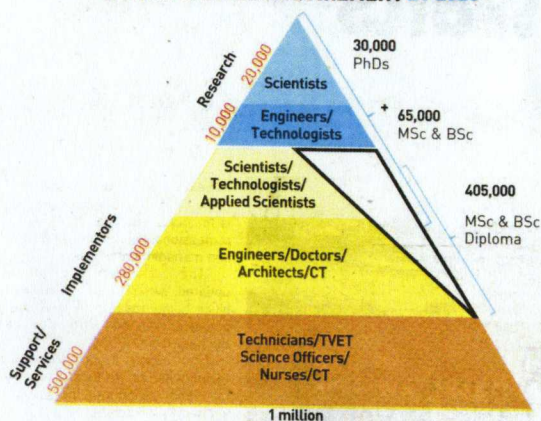 Research
20,000
10,000
Scientists
Engineers/
Technologists
30,000
PhDs
+
65,000
MSc & BSc
405,000
MSc & BSc
Diploma
Scientists/
Technologists/
Applied Scientists
Implementors
280,000
Engineers/Doctors/
Architects/CT
Support/
Services
500,000
Technicians/TVET
Science Officers/
Nurses/CT
1 million